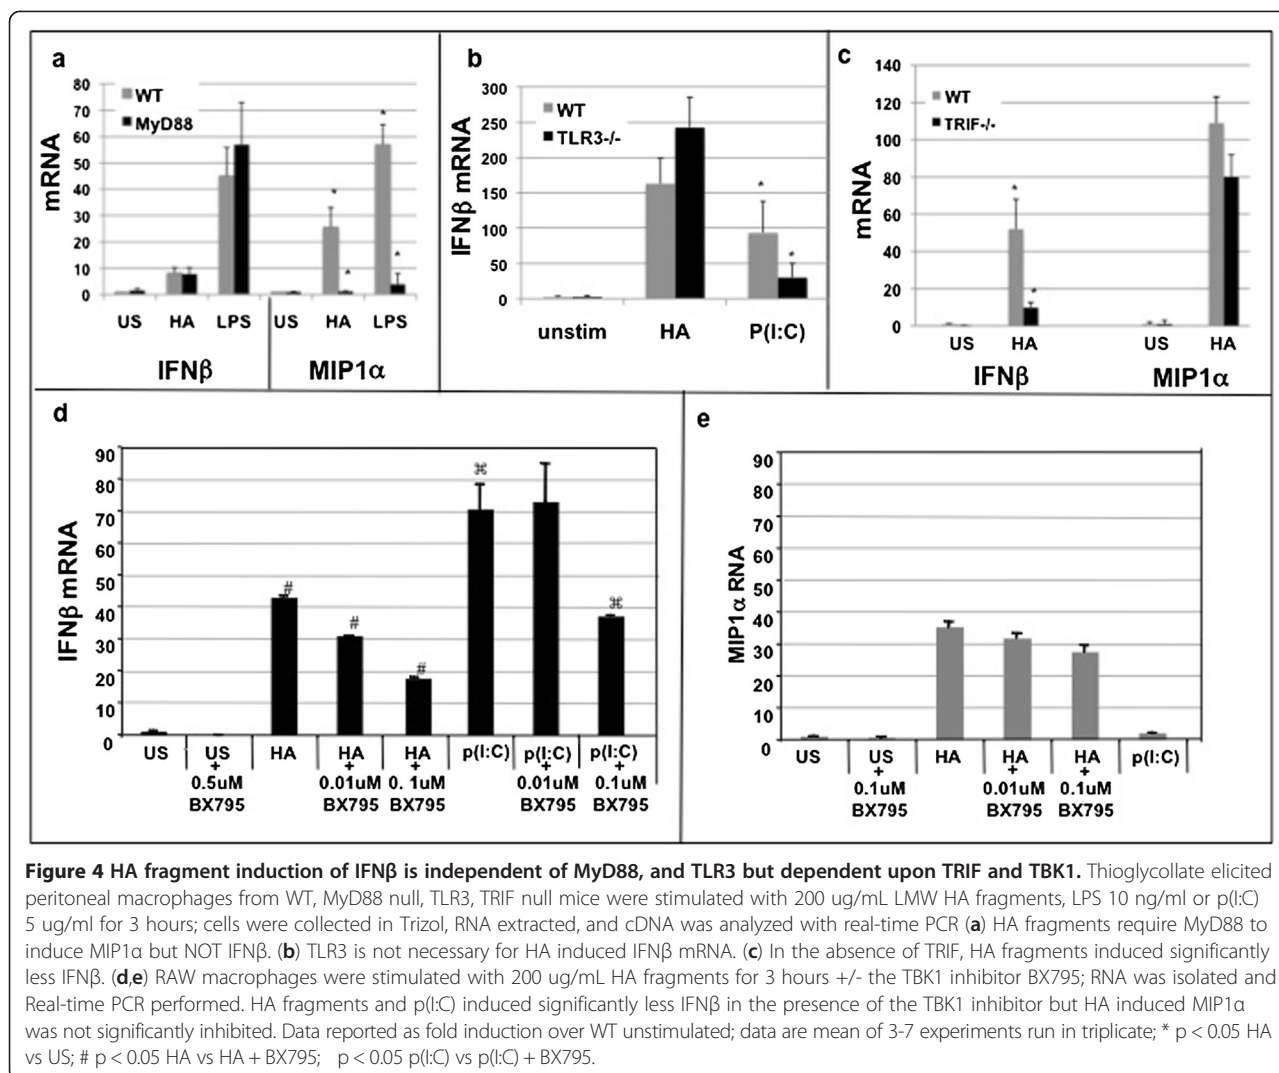 a
80
70
60
50
40
30
20
10
0
mRNA
WT
MyD88
US HA LPS US HA LPS
IFNβ MIP1α
* * * *
b
300
250
200
150
100
50
0
IFNβ mRNA
WT
TLR3-/-
* *
unstim HA P(I:C)
c
140
120
100
80
60
40
20
0
mRNA
WT
TRIF-/-
* *
US HA US HA
IFNβ MIP1α
d
90
80
70
60
50
40
30
20
10
0
IFNβ mRNA
# # # ⌘ ⌘
US US HA HA HA p(I:C) p(I:C) p(I:C)
+ + + + +
0.5uM 0.01uM 0. 1uM 0.01uM 0.1uM
BX795 BX795 BX795 BX795 BX795
e
90
80
70
60
50
40
30
20
10
0
MIP1α RNA
US US HA HA HA p(I:C)
+ + +
0.1uM 0.01uM 0.1uM
BX795 BX795 BX795
Figure 4 HA fragment induction of IFNβ is independent of MyD88, and TLR3 but dependent upon TRIF and TBK1. Thioglycollate elicited
peritoneal macrophages from WT, MyD88 null, TLR3, TRIF null mice were stimulated with 200 ug/mL LMW HA fragments, LPS 10 ng/ml or p(I:C)
5 ug/ml for 3 hours; cells were collected in Trizol, RNA extracted, and cDNA was analyzed with real-time PCR (a) HA fragments require MyD88 to
induce MIP1α but NOT IFNβ. (b) TLR3 is not necessary for HA induced IFNβ mRNA. (c) In the absence of TRIF, HA fragments induced significantly
less IFNβ. (d,e) RAW macrophages were stimulated with 200 ug/mL HA fragments for 3 hours +/- the TBK1 inhibitor BX795; RNA was isolated and
Real-time PCR performed. HA fragments and p(I:C) induced significantly less IFNβ in the presence of the TBK1 inhibitor but HA induced MIP1α
was not significantly inhibited. Data reported as fold induction over WT unstimulated; data are mean of 3-7 experiments run in triplicate; * p < 0.05 HA
vs US; # p < 0.05 HA vs HA + BX795; p < 0.05 p(I:C) vs p(I:C) + BX795.